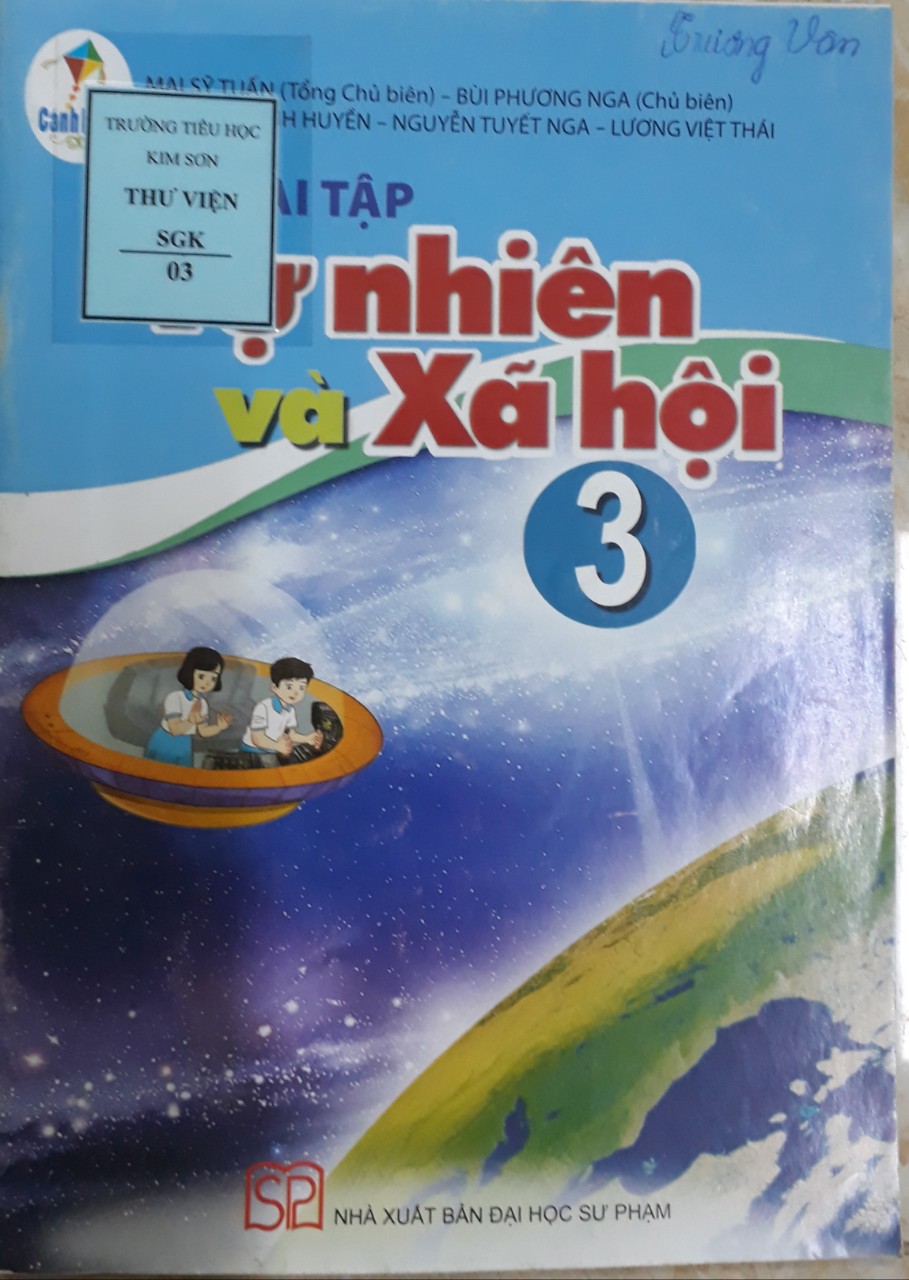 Trương Vân
MAI SỸ TUẤN (Tổng Chủ biên) – BÙI PHƯƠNG NGA (Chủ biên)
HUYỀN – NGUYỄN TUYẾT NGA – LƯƠNG VIỆT THÁI
TRƯỜNG TIỂU HỌC
KIM SƠN
THƯ VIỆN
SGK
03
TẬP
nhiên
và Xã hội
3
SP
NHÀ XUẤT BẢN ĐẠI HỌC SƯ PHẠM